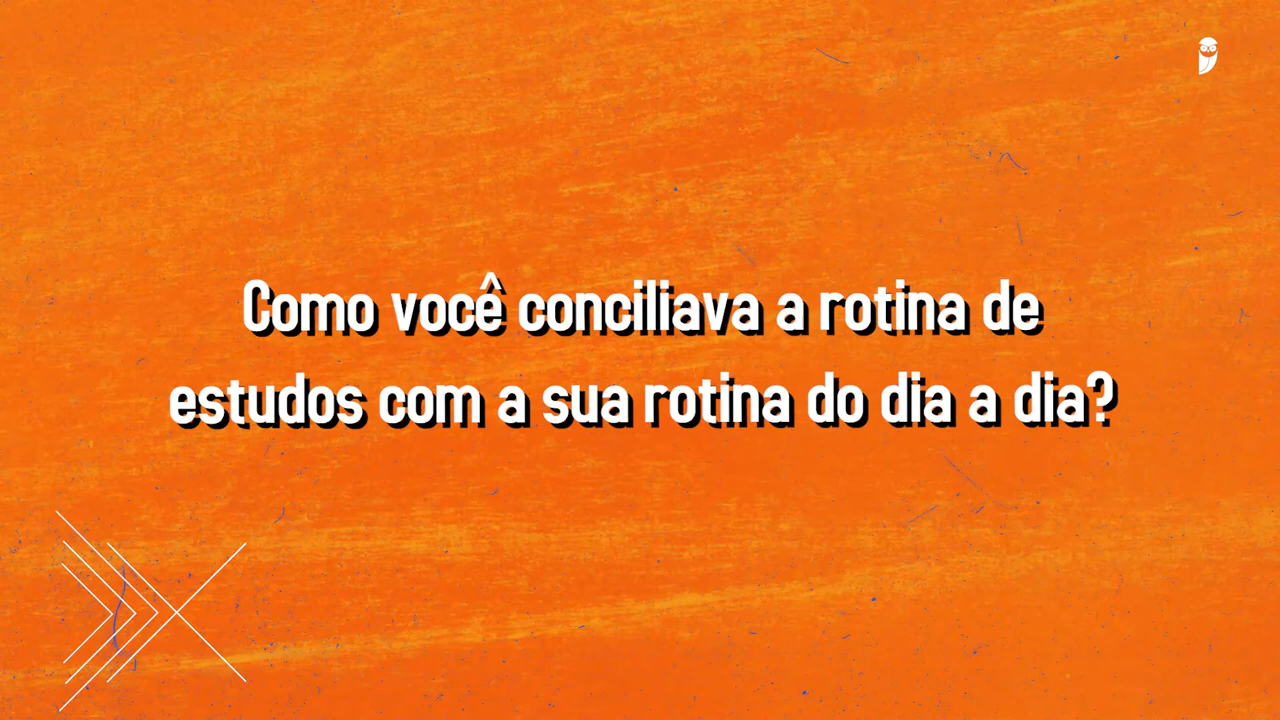 Como você conciliava a rotina de
estudos com a sua rotina do dia a dia?